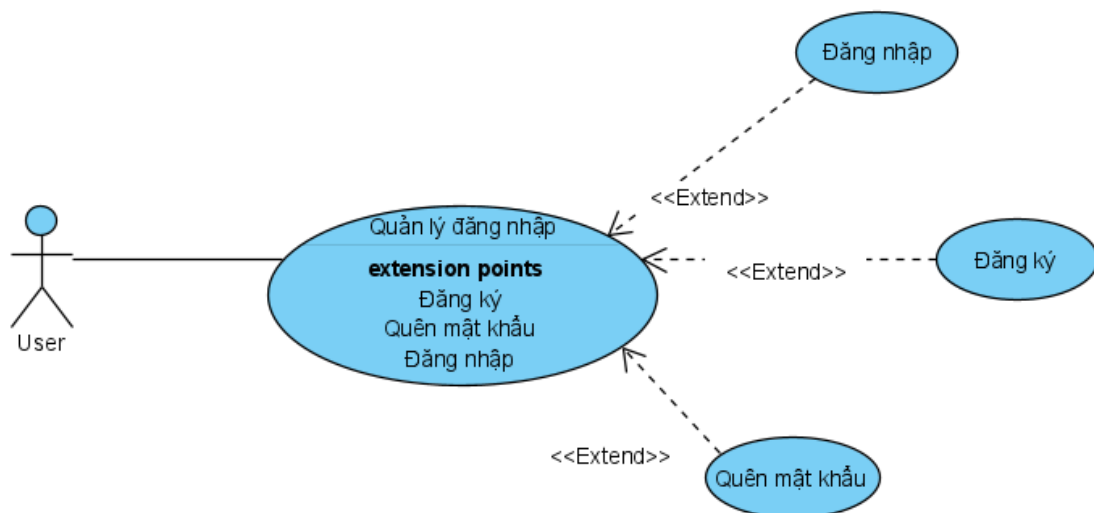 Đăng nhập
<<Extend>>
Quản lý đăng nhập
extension points
Đăng ký
Quên mật khẩu
Đăng nhập
<<Extend>>
Đăng ký
User
<<Extend>>
Quên mật khẩu